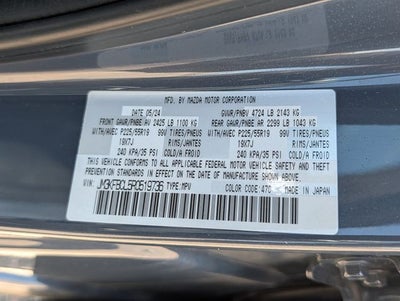 MFD. BY MAZDA MOTOR CORPORATION
DATE 05/24 GVWR/PNBV 4724 LB 2143 KG
FRONT GAWR/PNBE AV 2425 LB 1100 KG REAR GAWR/PNBE AR 2299 LB 1043 KG
WITH/AVEC P225/55R19 99V TIRES/PNEUS WITH/AVEC P225/55R19 99V TIRES/PNEUS
19X7J RIMS/JANTES 19X7J RIMS/JANTES
240 KPA/35 PSI COLD/A FROID 240 KPA/35 PSI COLD/A FROID
THIS VEHICLE CONFORMS TO ALL APPLICABLE FEDERAL MOTOR VEHICLE SAFETY AND THEFT
PREVENTION STANDARDS IN EFFECT ON THE DATE OF MANUFACTURE SHOWN ABOVE.
TYPE:MPV COLOR MADE IN JAPAN